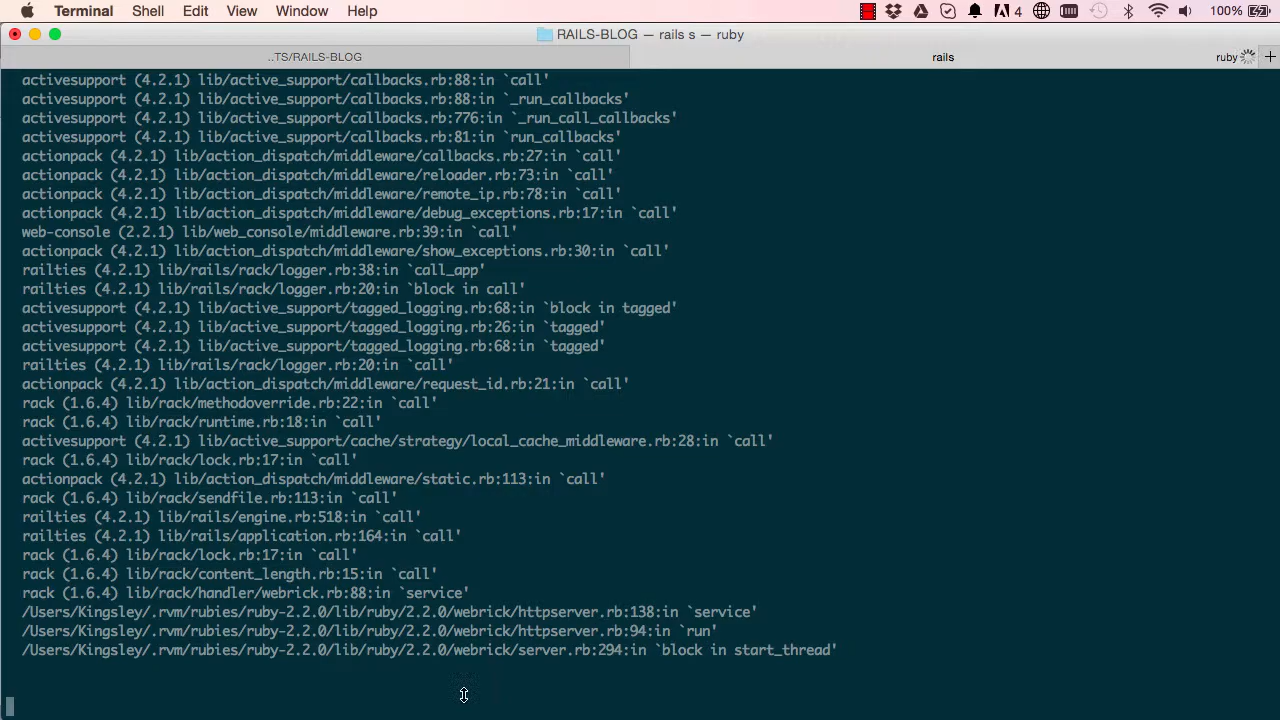 Terminal Shell Edit View Window Help 4 100%
RAILS-BLOG — rails s — ruby
..TS/RAILS-BLOG rails ruby +
activesupport (4.2.1) lib/active_support/callbacks.rb:88:in `call'
activesupport (4.2.1) lib/active_support/callbacks.rb:88:in `_run_callbacks'
activesupport (4.2.1) lib/active_support/callbacks.rb:776:in `_run_call_callbacks'
activesupport (4.2.1) lib/active_support/callbacks.rb:81:in `run_callbacks'
actionpack (4.2.1) lib/action_dispatch/middleware/callbacks.rb:27:in `call'
actionpack (4.2.1) lib/action_dispatch/middleware/reloader.rb:73:in `call'
actionpack (4.2.1) lib/action_dispatch/middleware/remote_ip.rb:78:in `call'
actionpack (4.2.1) lib/action_dispatch/middleware/debug_exceptions.rb:17:in `call'
web-console (2.2.1) lib/web_console/middleware.rb:39:in `call'
actionpack (4.2.1) lib/action_dispatch/middleware/show_exceptions.rb:30:in `call'
railties (4.2.1) lib/rails/rack/logger.rb:38:in `call_app'
railties (4.2.1) lib/rails/rack/logger.rb:20:in `block in call'
activesupport (4.2.1) lib/active_support/tagged_logging.rb:68:in `block in tagged'
activesupport (4.2.1) lib/active_support/tagged_logging.rb:26:in `tagged'
activesupport (4.2.1) lib/active_support/tagged_logging.rb:68:in `tagged'
railties (4.2.1) lib/rails/rack/logger.rb:20:in `call'
actionpack (4.2.1) lib/action_dispatch/middleware/request_id.rb:21:in `call'
rack (1.6.4) lib/rack/methodoverride.rb:22:in `call'
rack (1.6.4) lib/rack/runtime.rb:18:in `call'
activesupport (4.2.1) lib/active_support/cache/strategy/local_cache_middleware.rb:28:in `call'
rack (1.6.4) lib/rack/lock.rb:17:in `call'
actionpack (4.2.1) lib/action_dispatch/middleware/static.rb:113:in `call'
rack (1.6.4) lib/rack/sendfile.rb:113:in `call'
railties (4.2.1) lib/rails/engine.rb:518:in `call'
railties (4.2.1) lib/rails/application.rb:164:in `call'
rack (1.6.4) lib/rack/lock.rb:17:in `call'
rack (1.6.4) lib/rack/content_length.rb:15:in `call'
rack (1.6.4) lib/rack/handler/webrick.rb:88:in `service'
/Users/Kingsley/.rvm/rubies/ruby-2.2.0/lib/ruby/2.2.0/webrick/httpserver.rb:138:in `service'
/Users/Kingsley/.rvm/rubies/ruby-2.2.0/lib/ruby/2.2.0/webrick/httpserver.rb:94:in `run'
/Users/Kingsley/.rvm/rubies/ruby-2.2.0/lib/ruby/2.2.0/webrick/server.rb:294:in `block in start_thread'